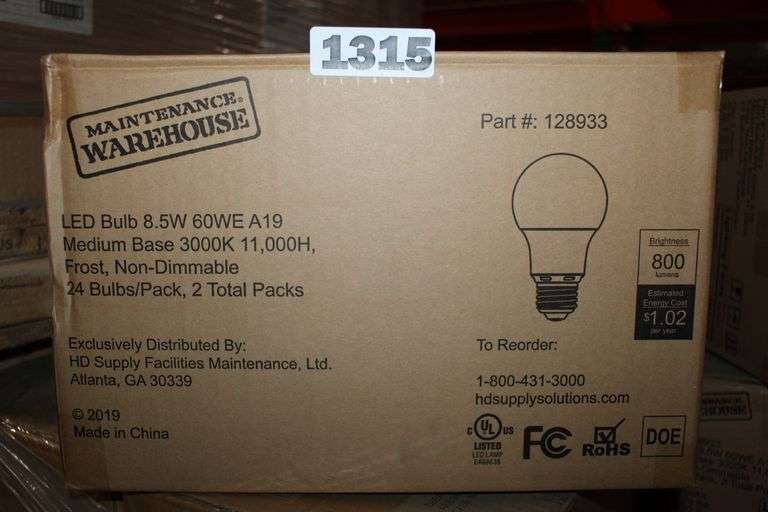 1315
MAINTENANCE
WAREHOUSE
Part #: 128933
LED Bulb 8.5W 60WE A19
Medium Base 3000K 11,000H,
Frost, Non-Dimmable
24 Bulbs/Pack, 2 Total Packs
Brightness
800
lumens
Estimated
Energy Cost
$1.02
per year
Exclusively Distributed By:
HD Supply Facilities Maintenance, Ltd.
Atlanta, GA 30339
To Reorder:
1-800-431-3000
hdsupplysolutions.com
© 2019
Made in China
C UL US
LISTED
LED LAMP
FC
RoHS
DOE